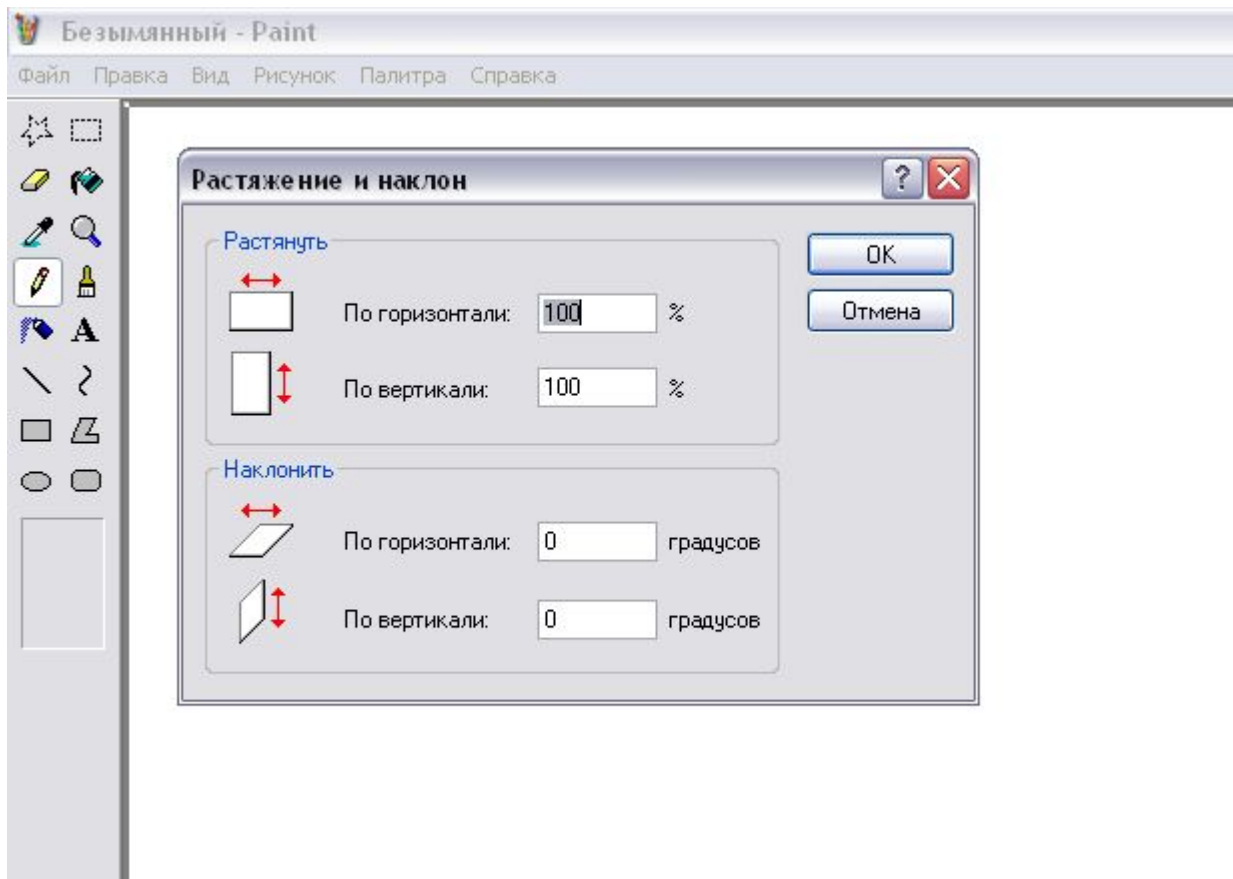 Безымянный - Paint
Файл Правка Вид Рисунок Палитра Справка
Растяжение и наклон
?
Растянуть
По горизонтали: 100 %
По вертикали: 100 %
OK
Отмена
Наклонить
По горизонтали: 0 градусов
По вертикали: 0 градусов
A